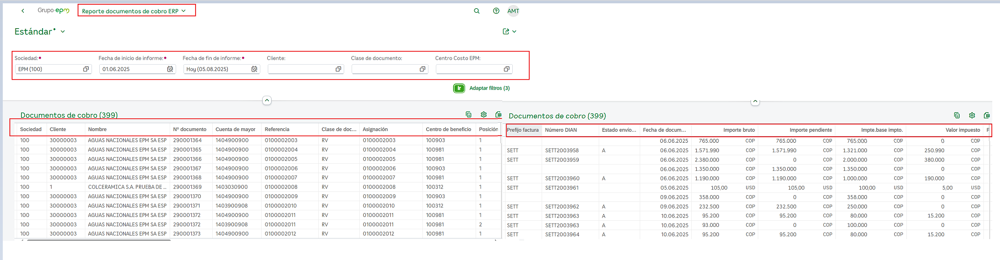 Grupo·epm Reporte documentos de cobro ERP AMT
Estándar*
Sociedad: Fecha de inicio de informe: Fecha de fin de informe: Cliente: Clase de documento: Centro Costo EPM:
EPM (100) 01.06.2025 Hoy (05.08.2025)
Ir Adaptar filtros (3)
Documentos de cobro (399)
Sociedad Cliente Nombre Nº documento Cuenta de mayor Referencia Clase de doc... Asignación Centro de beneficio Posición
100 30000003 AGUAS NACIONALES EPM SA ESP 290001364 1404900900 0100002003 RV 0100002003 100903 1
100 30000003 AGUAS NACIONALES EPM SA ESP 290001365 1404900900 0100002004 RV 0100002004 100981 1
100 30000003 AGUAS NACIONALES EPM SA ESP 290001366 1404900900 0100002005 RV 0100002005 100981 1
100 30000003 AGUAS NACIONALES EPM SA ESP 290001367 1404900900 0100002006 RV 0100002006 100903 1
100 30000003 AGUAS NACIONALES EPM SA ESP 290001368 1404900900 0100002007 RV 0100002007 100981 1
100 1 COLCERAMICA S.A. PRUEBA DE ... 290001369 1403030900 0100002008 RV 0100002008 100312 1
100 30000003 AGUAS NACIONALES EPM SA ESP 290001370 1404900900 0100002009 RV 0100002009 100903 1
100 30000003 AGUAS NACIONALES EPM SA ESP 290001371 1403900908 0100002010 RV 0100002010 100312 1
100 30000003 AGUAS NACIONALES EPM SA ESP 290001372 1404900900 0100002011 RV 0100002011 100981 1
100 30000003 AGUAS NACIONALES EPM SA ESP 290001372 1403900908 0100002011 RV 0100002011 100981 2
100 30000003 AGUAS NACIONALES EPM SA ESP 290001373 1404900900 0100002012 RV 0100002012 100981 1
Documentos de cobro (399)
Prefijo factura Número DIAN Estado envío... Fecha de docum... Importe bruto Importe pendiente Impte.base impto. Valor impuesto F
06.06.2025 765.000 COP 765.000 COP 765.000 COP 0 COP
SETT SETT2003958 A 06.06.2025 1.571.990 COP 1.571.990 COP 1.321.000 COP 250.990 COP
SETT SETT2003959 06.06.2025 2.380.000 COP 0 COP 2.000.000 COP 380.000 COP
06.06.2025 1.350.000 COP 1.350.000 COP 1.350.000 COP 0 COP
SETT SETT2003960 A 06.06.2025 1.190.000 COP 1.190.000 COP 1.000.000 COP 190.000 COP
SETT SETT2003961 05.06.2025 105,00 USD 105,00 USD 100,00 USD 5,00 USD
09.06.2025 358.000 COP 0 COP 358.000 COP 0 COP
SETT SETT2003962 A 09.06.2025 232.500 COP 232.500 COP 250.000 COP 0 COP
SETT SETT2003963 A 10.06.2025 95.200 COP 95.200 COP 80.000 COP 15.200 COP
SETT SETT2003963 A 10.06.2025 93.000 COP 0 COP 100.000 COP 0 COP
SETT SETT2003964 A 10.06.2025 95.200 COP 95.200 COP 80.000 COP 15.200 COP